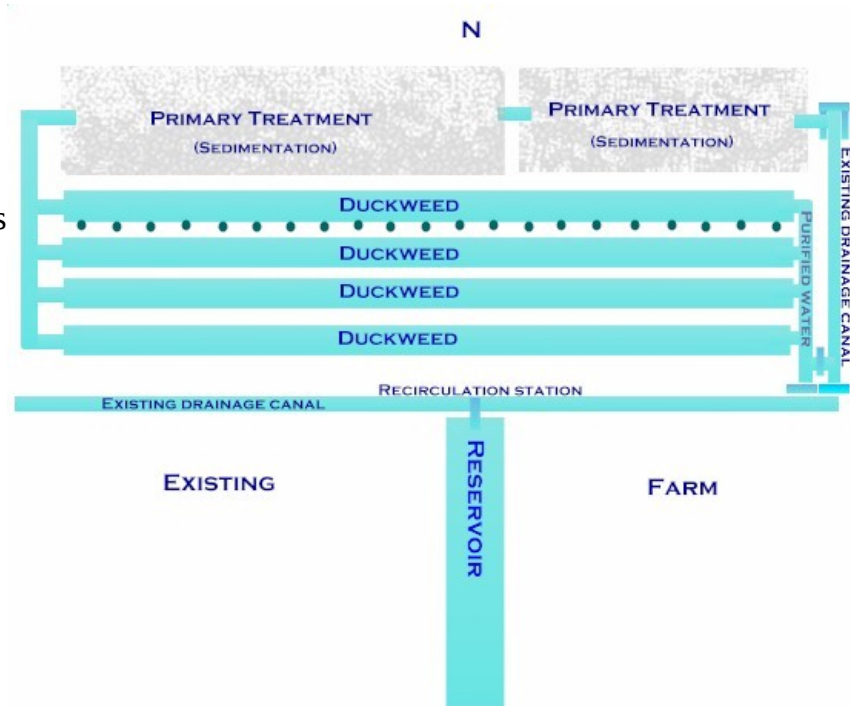 N
PRIMARY TREATMENT
(SEDIMENTATION)
PRIMARY TREATMENT
(SEDIMENTATION)
EXISTING DRAINAGE CANAL
s
DUCKWEED
PURIFIED WATER
DUCKWEED
DUCKWEED
DUCKWEED
RECIRCULATION STATION
EXISTING DRAINAGE CANAL
RESERVOIR
EXISTING
FARM